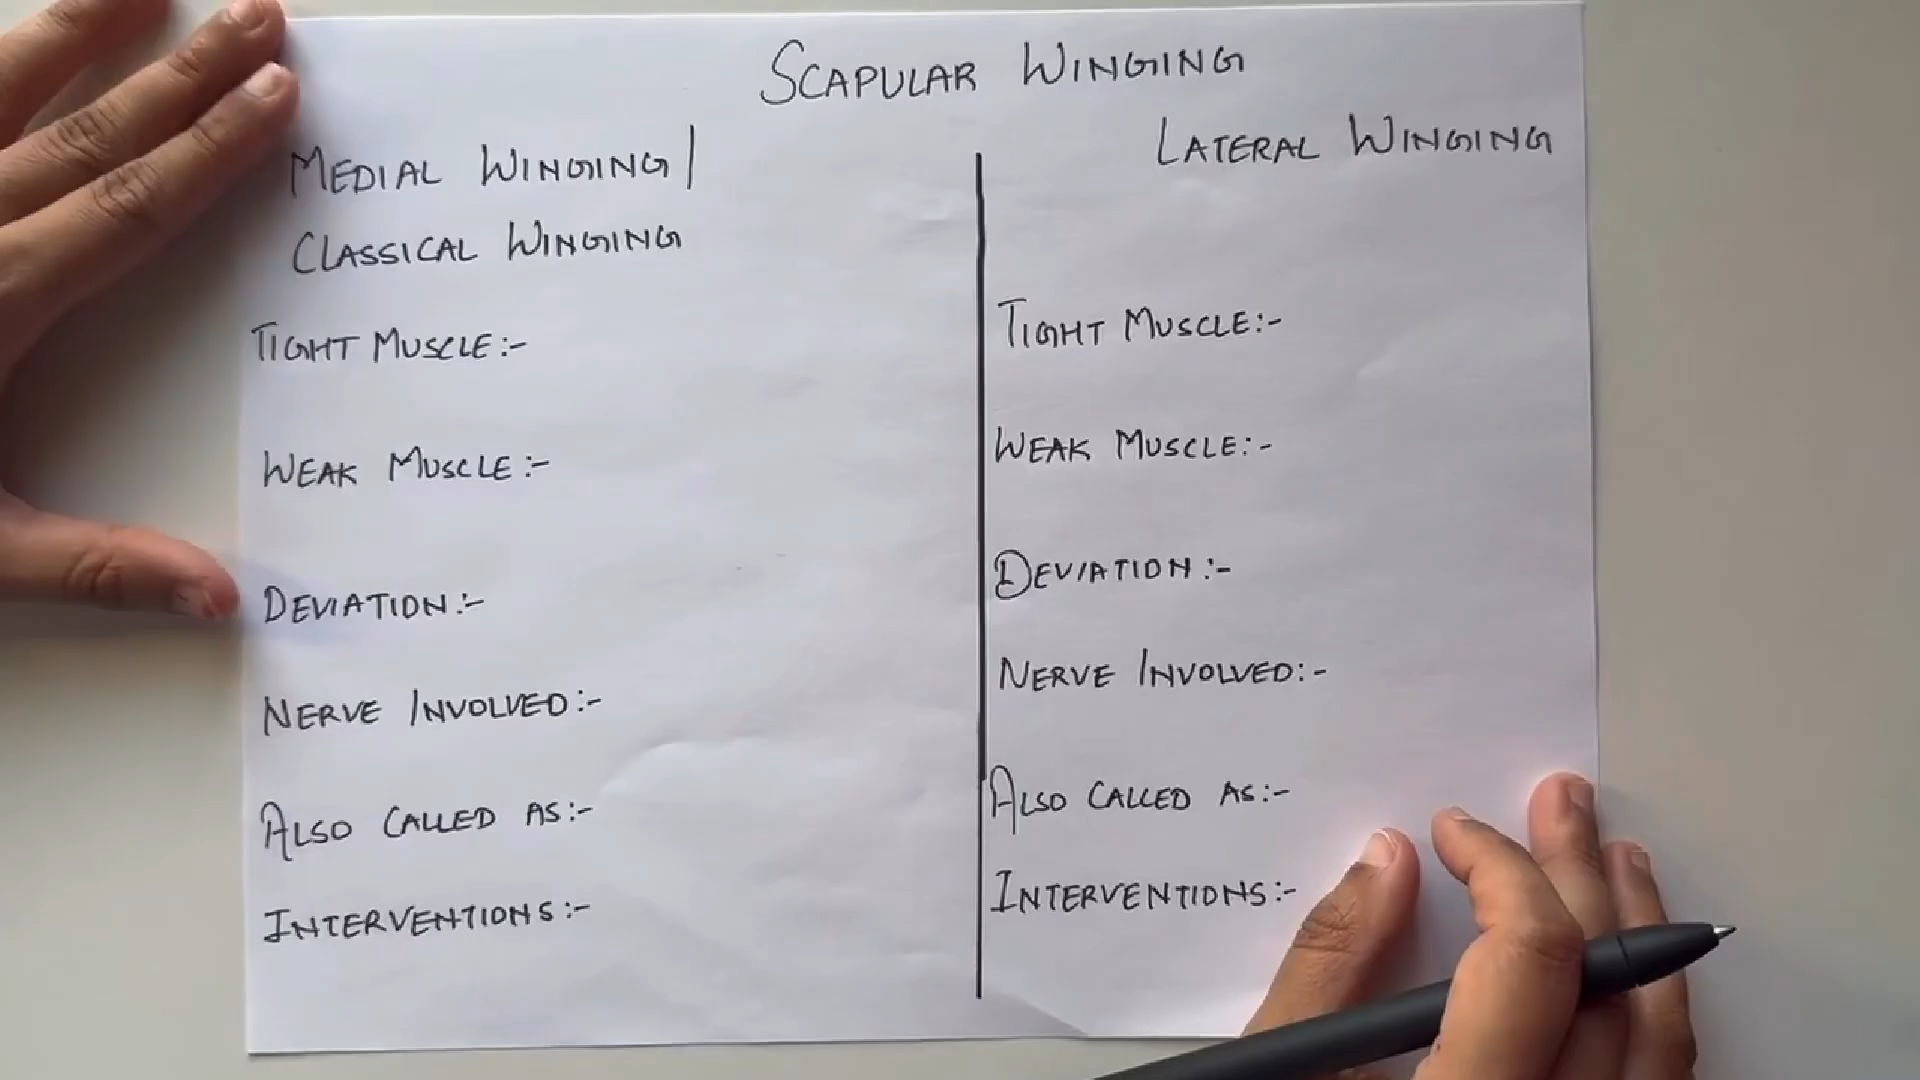 SCAPULAR WINGING
MEDIAL WINGING/
CLASSICAL WINGING
TIGHT MUSCLE:-
WEAK MUSCLE:-
DEVIATION:-
NERVE INVOLVED:-
ALSO CALLED AS:-
INTERVENTIONS:-
LATERAL WINGING
TIGHT MUSCLE:-
WEAK MUSCLE:-
DEVIATION:-
NERVE INVOLVED:-
ALSO CALLED AS:-
INTERVENTIONS:-